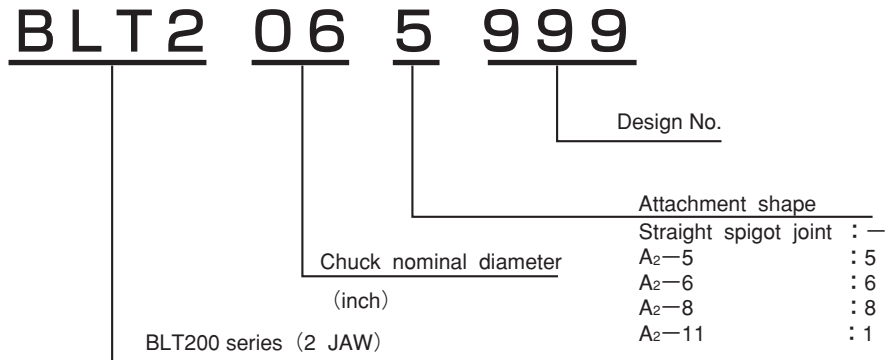 BLT2 06 5 999
Design No.
Attachment shape
Straight spigot joint : —
A2—5 : 5
A2—6 : 6
A2—8 : 8
A2—11 : 1
Chuck nominal diameter
(inch)
BLT200 series (2 JAW)